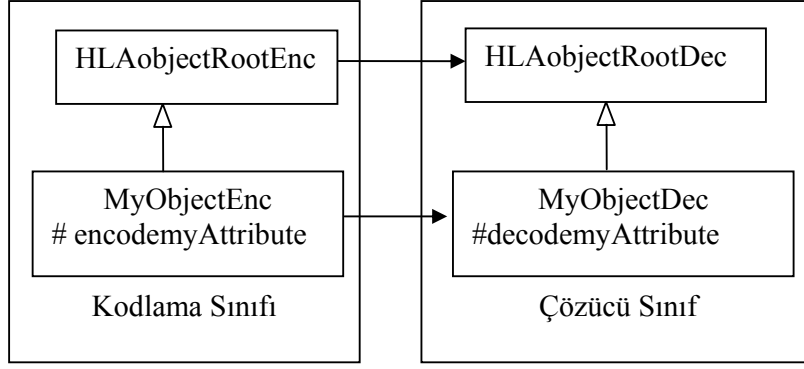 HLAobjectRootEnc
HLAobjectRootDec
MyObjectEnc
# encodemyAttribute
MyObjectDec
#decodemyAttribute
Kodlama Sınıfı
Çözücü Sınıf